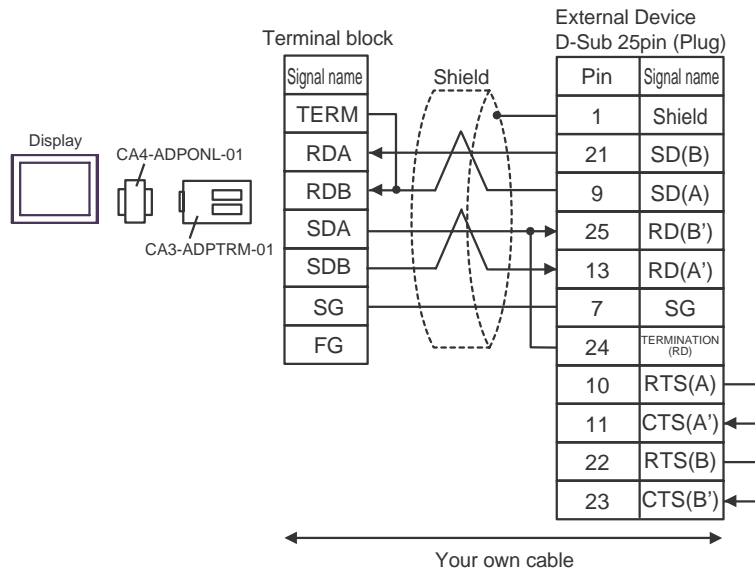 External Device
Terminal block
D-Sub 25pin (Plug)
Signal name
Shield
Pin
Signal name
TERM
1
Shield
Display
CA4-ADPONL-01
RDA
21
SD(B)
RDB
9
SD(A)
CA3-ADPTRM-01
SDA
25
RD(B’)
SDB
13
RD(A’)
SG
7
SG
FG
24
TERMINATION
(RD)
10
RTS(A)
11
CTS(A’)
22
RTS(B)
23
CTS(B’)
Your own cable